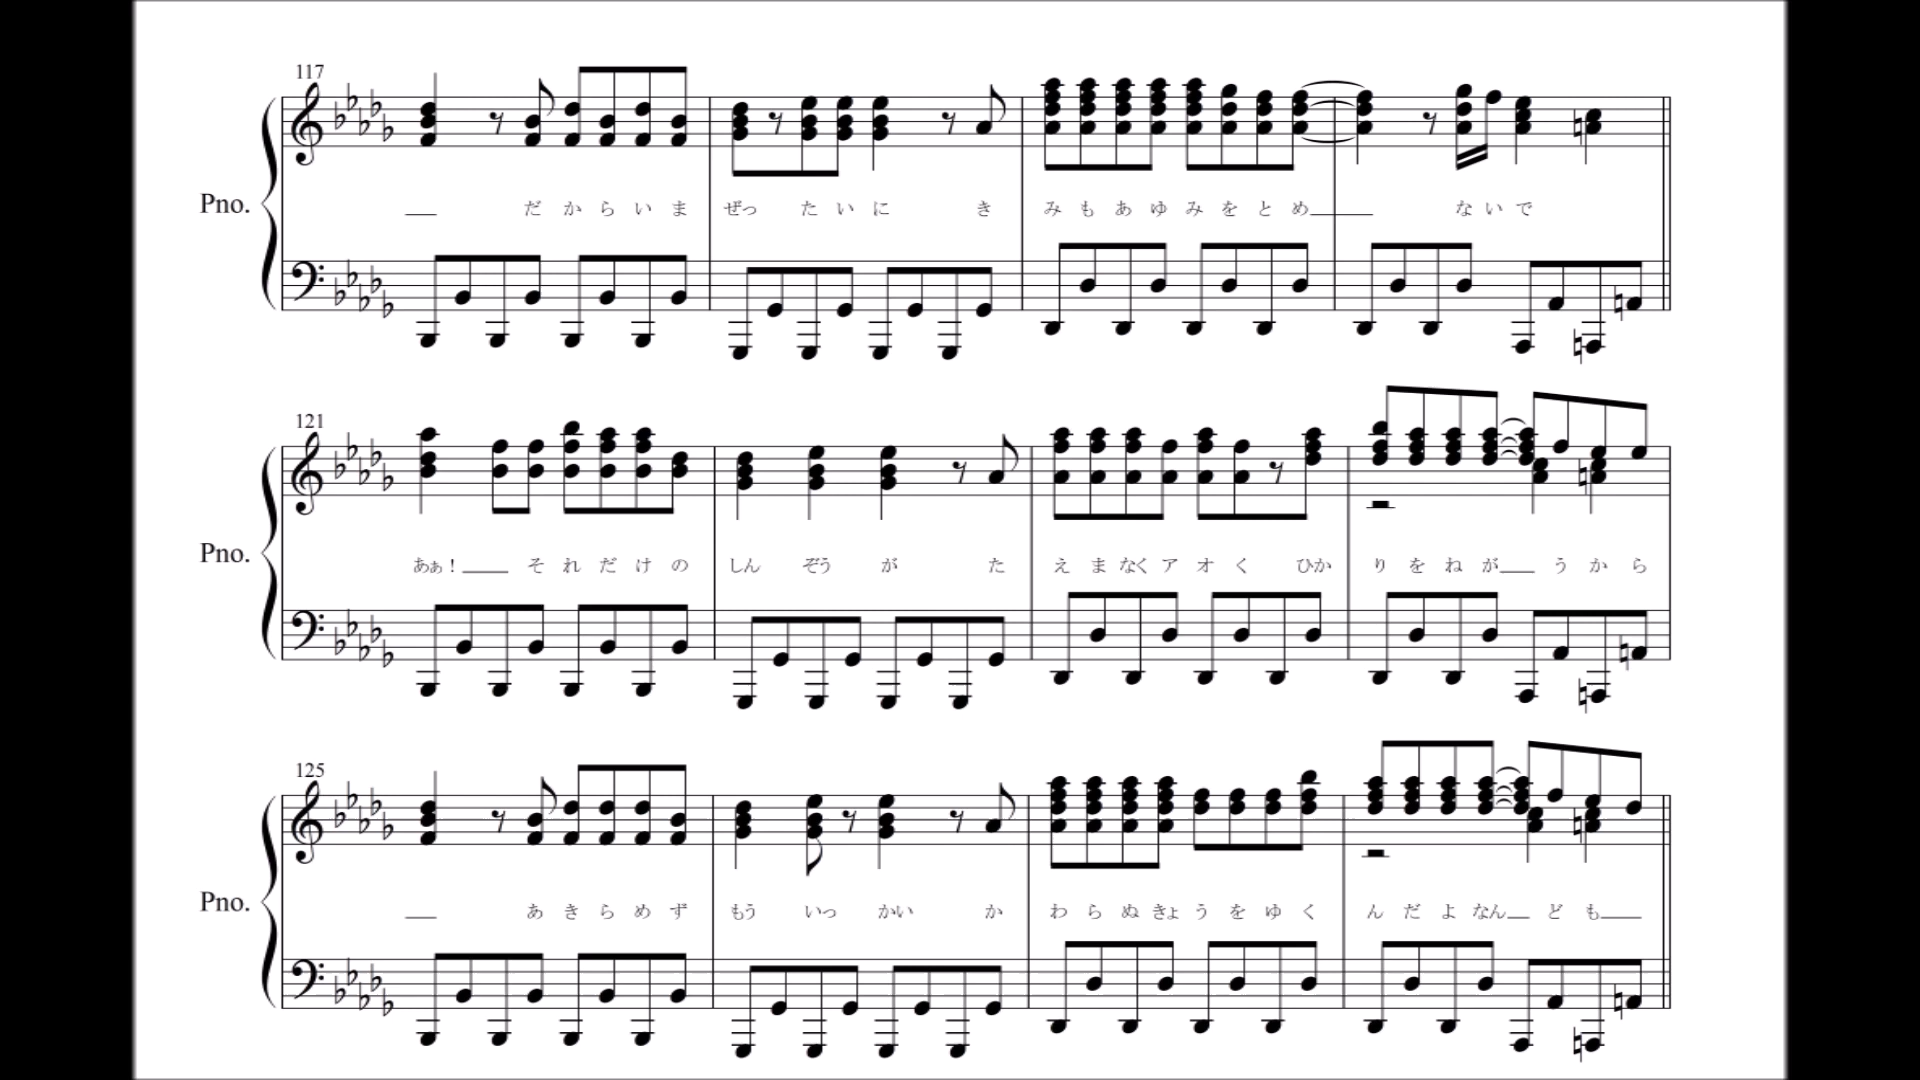 117
Pno.
だ か ら い ま ぜっ た い に き み も あ ゆ み を と め ない で
121
Pno.
あぁ! そ れ だ け の しん ぞう が た え ま なく ア オ く ひか り を ね が う か ら
125
Pno.
あ き ら め ず もう いっ かい か わ ら ぬ きょ う を ゆ く ん だ よ なん ど も